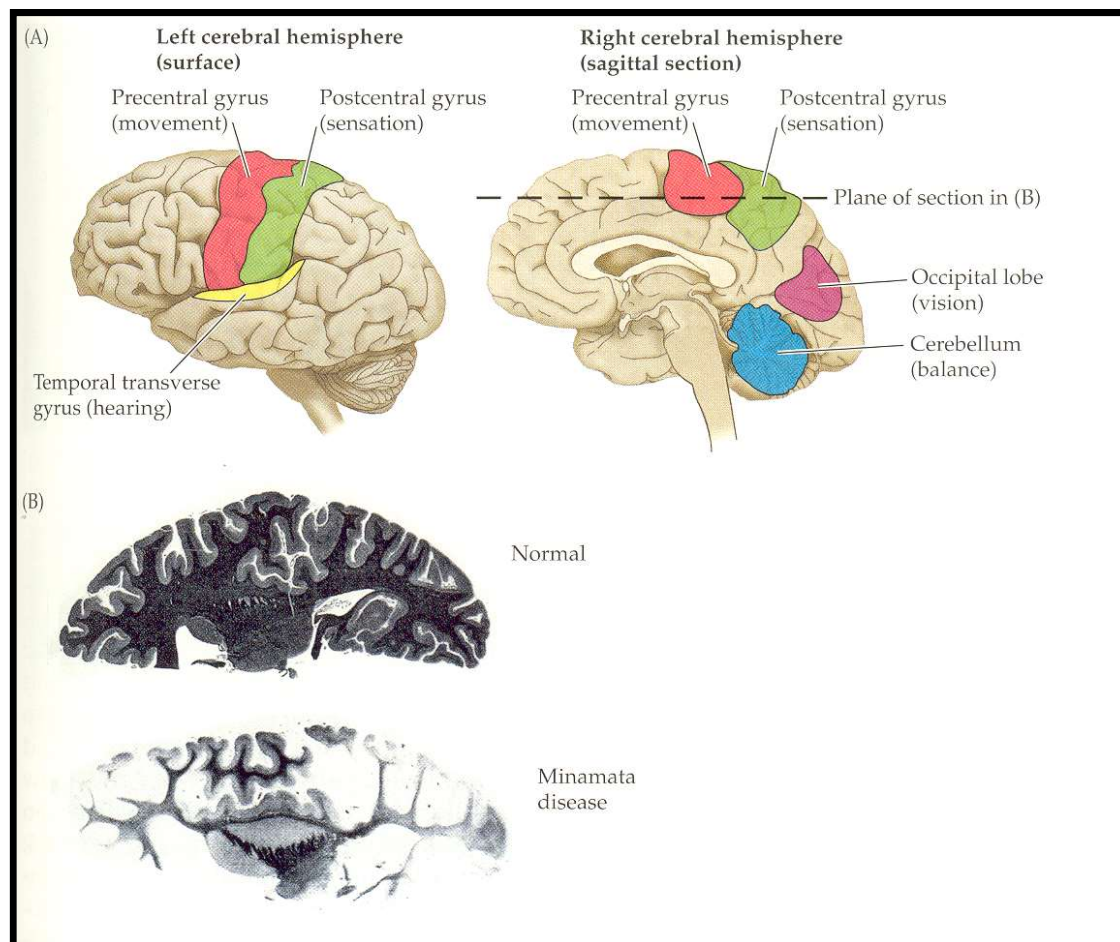 (A)
Left cerebral hemisphere
(surface)
Right cerebral hemisphere
(sagittal section)
Precentral gyrus
(movement)
Postcentral gyrus
(sensation)
Precentral gyrus
(movement)
Postcentral gyrus
(sensation)
Plane of section in (B)
Occipital lobe
(vision)
Cerebellum
(balance)
Temporal transverse
gyrus (hearing)
(B)
Normal
Minamata
disease